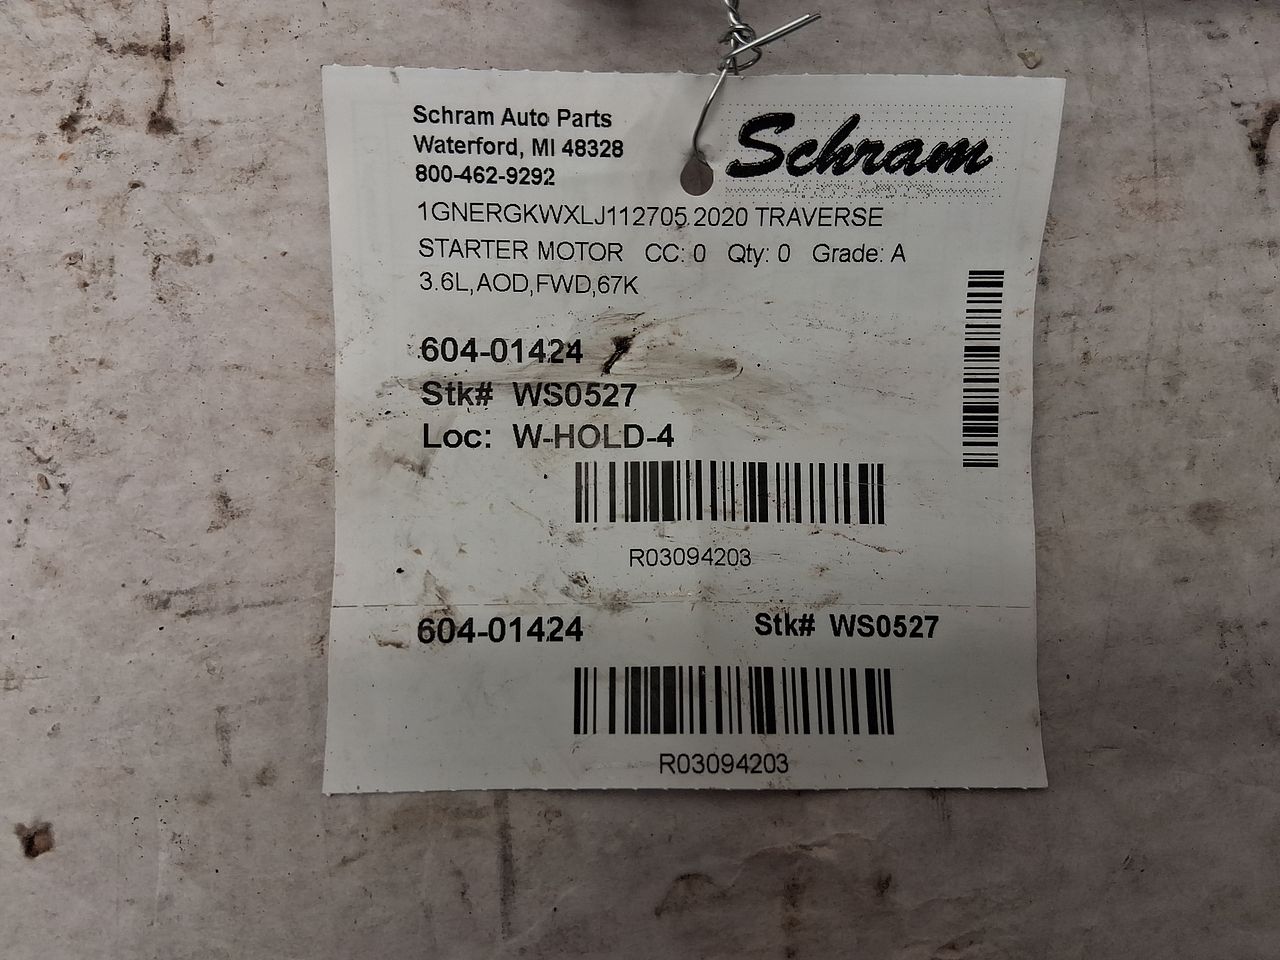 Schram Auto Parts
Waterford, MI 48328
800-462-9292
Schram
1GNERGKWXLJ112705 2020 TRAVERSE
STARTER MOTOR CC: 0 Qty: 0 Grade: A
3.6L,AOD,FWD,67K
604-01424
Stk# WS0527
Loc: W-HOLD-4
R03094203
604-01424 Stk# WS0527
R03094203